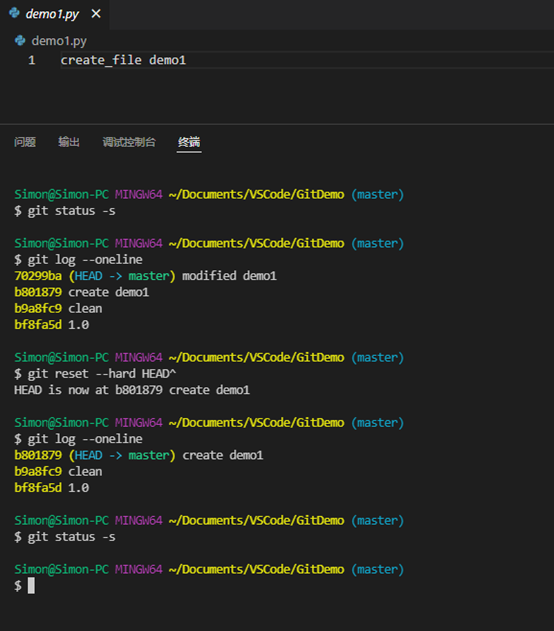 demo1.py ✕
demo1.py
1 create_file demo1
问题 输出 调试控制台 终端
Simon@Simon-PC MINGW64 ~/Documents/VSCode/GitDemo (master)
$ git status -s
Simon@Simon-PC MINGW64 ~/Documents/VSCode/GitDemo (master)
$ git log --oneline
70299ba (HEAD -> master) modified demo1
b801879 create demo1
b9a8fc9 clean
bf8fa5d 1.0
Simon@Simon-PC MINGW64 ~/Documents/VSCode/GitDemo (master)
$ git reset --hard HEAD^
HEAD is now at b801879 create demo1
Simon@Simon-PC MINGW64 ~/Documents/VSCode/GitDemo (master)
$ git log --oneline
b801879 (HEAD -> master) create demo1
b9a8fc9 clean
bf8fa5d 1.0
Simon@Simon-PC MINGW64 ~/Documents/VSCode/GitDemo (master)
$ git status -s
Simon@Simon-PC MINGW64 ~/Documents/VSCode/GitDemo (master)
$